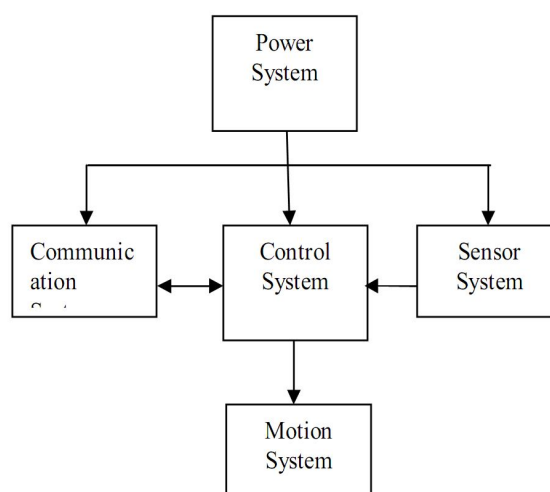 Power
System
Communic
ation
Control
System
Sensor
System
Motion
System